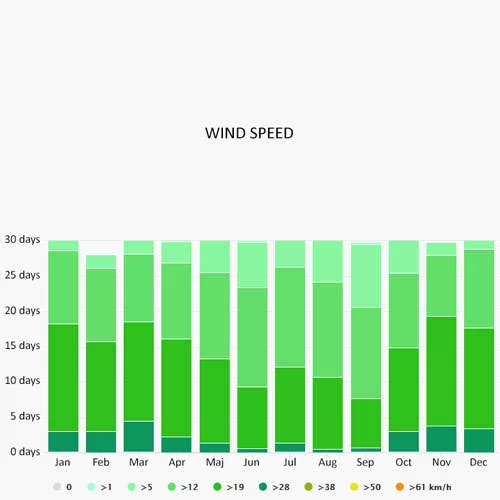 WIND SPEED
30 days
25 days
20 days
15 days
10 days
5 days
0 days
Jan Feb Mar Apr Maj Jun Jul Aug Sep Oct Nov Dec
0 >1 >5 >12 >19 >28 >38 >50 >61 km/h